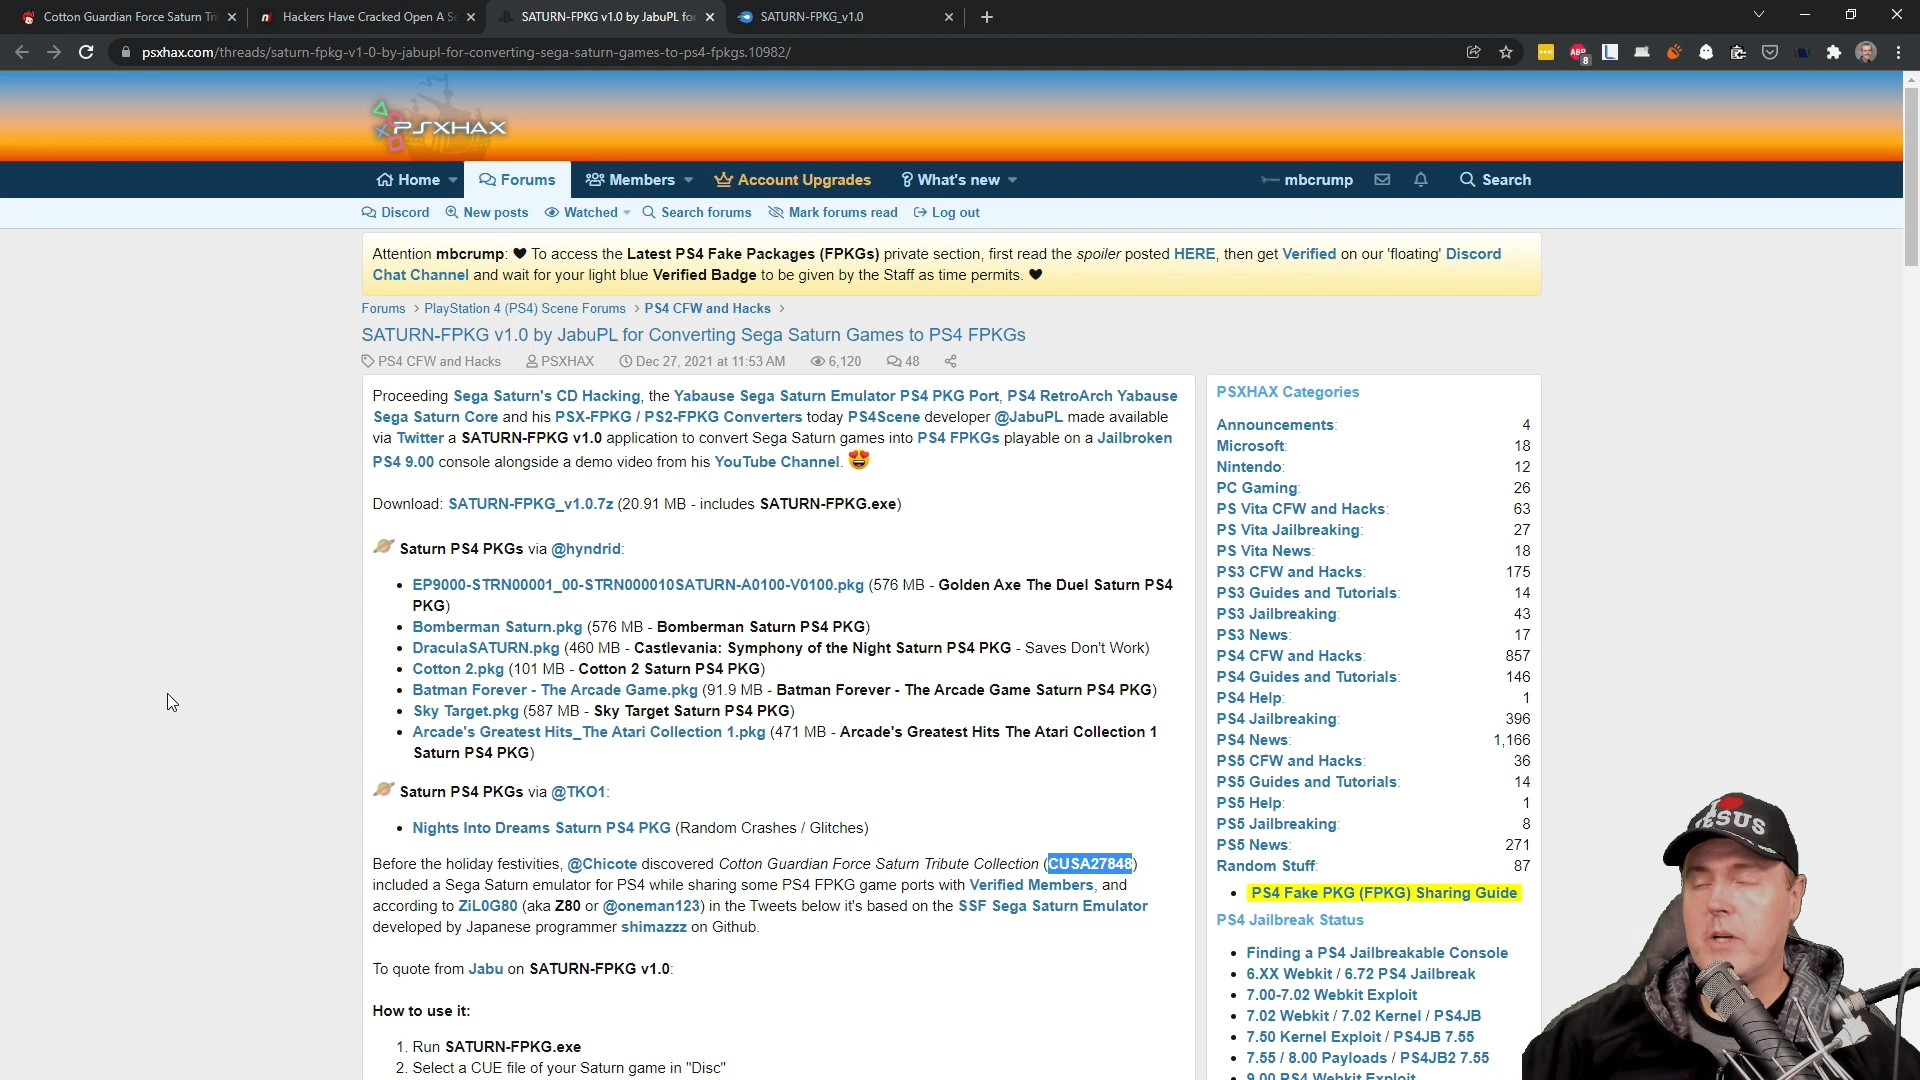 Cotton Guardian Force Saturn Tri
Hackers Have Cracked Open A Se
SATURN-FPKG v1.0 by JabuPL for
SATURN-FPKG_v1.0
psxhax.com/threads/saturn-fpkg-v1-0-by-jabupl-for-converting-sega-saturn-games-to-ps4-fpkgs.10982/
ABP
8
PSXHAX
Home
Forums
Members
Account Upgrades
What's new
mbcrump
Search
Discord
New posts
Watched
Search forums
Mark forums read
Log out
Attention mbcrump: ♥ To access the Latest PS4 Fake Packages (FPKGs) private section, first read the spoiler posted HERE, then get Verified on our 'floating' Discord
Chat Channel and wait for your light blue Verified Badge to be given by the Staff as time permits. ♥
Forums > PlayStation 4 (PS4) Scene Forums > PS4 CFW and Hacks >
SATURN-FPKG v1.0 by JabuPL for Converting Sega Saturn Games to PS4 FPKGs
PS4 CFW and Hacks PSXHAX Dec 27, 2021 at 11:53 AM 6,120 48
Proceeding Sega Saturn's CD Hacking, the Yabause Sega Saturn Emulator PS4 PKG Port, PS4 RetroArch Yabause
Sega Saturn Core and his PSX-FPKG / PS2-FPKG Converters today PS4Scene developer @JabuPL made available
via Twitter a SATURN-FPKG v1.0 application to convert Sega Saturn games into PS4 FPKGs playable on a Jailbroken
PS4 9.00 console alongside a demo video from his YouTube Channel. 😍
Download: SATURN-FPKG_v1.0.7z (20.91 MB - includes SATURN-FPKG.exe)
🪐 Saturn PS4 PKGs via @hyndrid:
• EP9000-STRN00001_00-STRN000010SATURN-A0100-V0100.pkg (576 MB - Golden Axe The Duel Saturn PS4
PKG)
• Bomberman Saturn.pkg (576 MB - Bomberman Saturn PS4 PKG)
• DraculaSATURN.pkg (460 MB - Castlevania: Symphony of the Night Saturn PS4 PKG - Saves Don't Work)
• Cotton 2.pkg (101 MB - Cotton 2 Saturn PS4 PKG)
• Batman Forever - The Arcade Game.pkg (91.9 MB - Batman Forever - The Arcade Game Saturn PS4 PKG)
• Sky Target.pkg (587 MB - Sky Target Saturn PS4 PKG)
• Arcade's Greatest Hits_The Atari Collection 1.pkg (471 MB - Arcade's Greatest Hits The Atari Collection 1
Saturn PS4 PKG)
🪐 Saturn PS4 PKGs via @TKO1:
• Nights Into Dreams Saturn PS4 PKG (Random Crashes / Glitches)
Before the holiday festivities, @Chicote discovered Cotton Guardian Force Saturn Tribute Collection (CUSA27848)
included a Sega Saturn emulator for PS4 while sharing some PS4 FPKG game ports with Verified Members, and
according to ZiL0G80 (aka Z80 or @oneman123) in the Tweets below it's based on the SSF Sega Saturn Emulator
developed by Japanese programmer shimazzz on Github.
To quote from Jabu on SATURN-FPKG v1.0:
How to use it:
1. Run SATURN-FPKG.exe
2. Select a CUE file of your Saturn game in "Disc"
PSXHAX Categories
Announcements: 4
Microsoft: 18
Nintendo: 12
PC Gaming: 26
PS Vita CFW and Hacks: 63
PS Vita Jailbreaking: 27
PS Vita News: 18
PS3 CFW and Hacks: 175
PS3 Guides and Tutorials: 14
PS3 Jailbreaking: 43
PS3 News: 17
PS4 CFW and Hacks: 857
PS4 Guides and Tutorials: 146
PS4 Help: 1
PS4 Jailbreaking: 396
PS4 News: 1,166
PS5 CFW and Hacks: 36
PS5 Guides and Tutorials: 14
PS5 Help: 1
PS5 Jailbreaking: 8
PS5 News: 271
Random Stuff: 87
• PS4 Fake PKG (FPKG) Sharing Guide
PS4 Jailbreak Status
• Finding a PS4 Jailbreakable Console
• 6.XX Webkit / 6.72 PS4 Jailbreak
• 7.00-7.02 Webkit Exploit
• 7.02 Webkit / 7.02 Kernel / PS4JB
• 7.50 Kernel Exploit / PS4JB 7.55
• 7.55 / 8.00 Payloads / PS4JB2 7.55
• 9.00 PS4 Webkit Exploit
I
JESUS